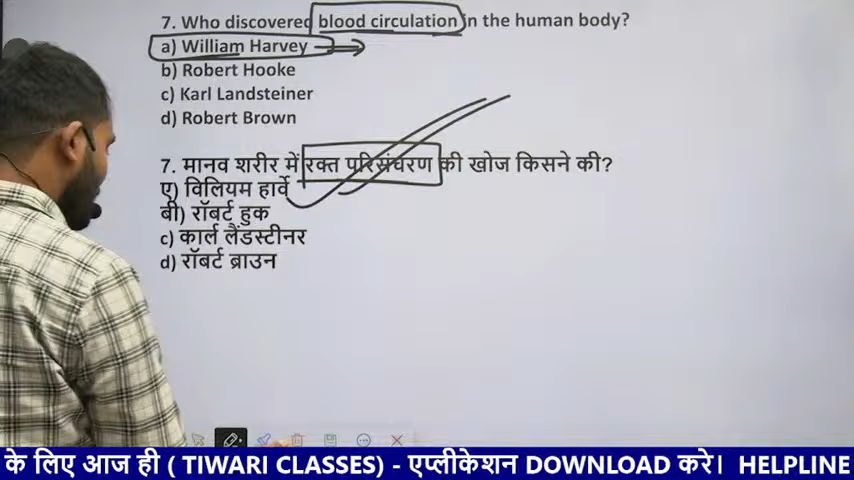 7. Who discovered blood circulation in the human body?
a) William Harvey
b) Robert Hooke
c) Karl Landsteiner
d) Robert Brown
7. मानव शरीर में रक्त परिसंचरण की खोज किसने की?
ए) विलियम हार्वे
बी) रॉबर्ट हुक
c) कार्ल लैंडस्टीनर
d) रॉबर्ट ब्राउन
के लिए आज ही ( TIWARI CLASSES) - एप्लीकेशन DOWNLOAD करे। HELPLINE